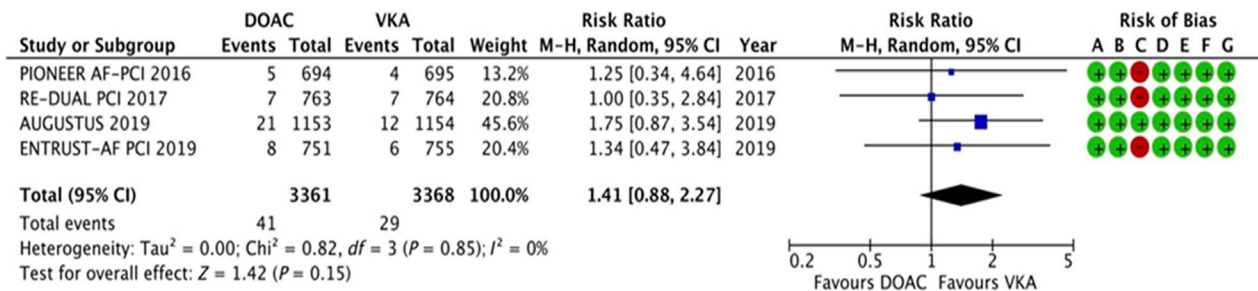 DOAC VKA Risk Ratio Risk Ratio Risk of Bias
Study or Subgroup Events Total Events Total Weight M-H, Random, 95% CI Year M-H, Random, 95% CI A B C D E F G
PIONEER AF-PCI 2016 5 694 4 695 13.2% 1.25 [0.34, 4.64] 2016 + + - + + + +
RE-DUAL PCI 2017 7 763 7 764 20.8% 1.00 [0.35, 2.84] 2017 + + - + + + +
AUGUSTUS 2019 21 1153 12 1154 45.6% 1.75 [0.87, 3.54] 2019 + + + + + + +
ENTRUST-AF PCI 2019 8 751 6 755 20.4% 1.34 [0.47, 3.84] 2019 + + - + + + +
Total (95% CI) 3361 3368 100.0% 1.41 [0.88, 2.27]
Total events 41 29
Heterogeneity: Tau² = 0.00; Chi² = 0.82, df = 3 (P = 0.85); I² = 0%
Test for overall effect: Z = 1.42 (P = 0.15)
0.2 0.5 1 2 5
Favours DOAC Favours VKA